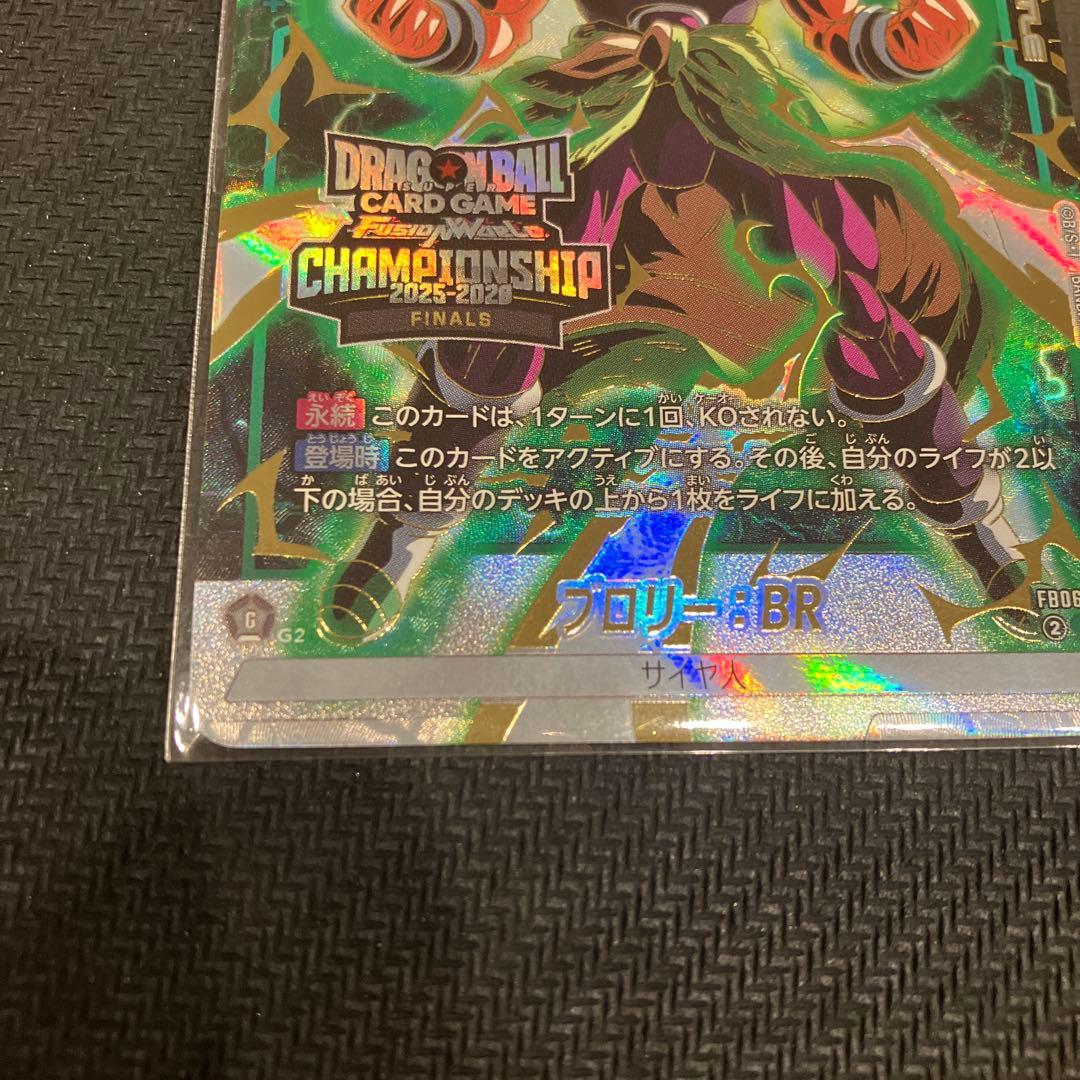 DRAGON BALL
SUPER
CARD GAME
FUSION WORLD
CHAMPIONSHIP
2025-2026
FINALS
永続 このカードは、1ターンに1回、KOされない。
登場時 このカードをアクティブにする。その後、自分のライフが2以
下の場合、自分のデッキの上から1枚をライフに加える。
ブロリー:BR
FB06
G
G2
②
サイヤ人